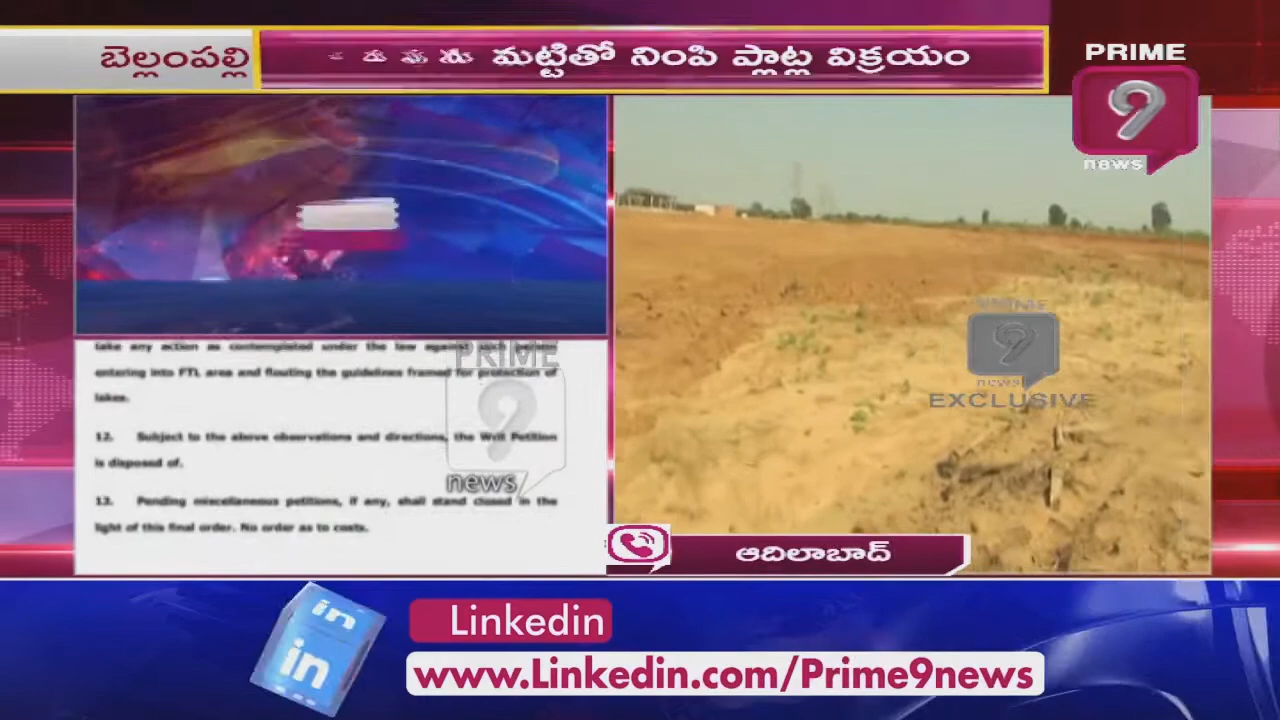 బెల్లంపల్లి
మట్టితో నింపి ప్లాట్ల విక్రయం
PRIME
9
news
take any action as contemplated under the law against such person
entering into FTL area and flouting the guidelines framed for protection of
lakes.
12. Subject to the above observations and directions, the Writ Petition
is disposed of.
13. Pending miscellaneous petitions, if any, shall stand closed in the
light of this final order. No order as to costs.
PRIME
9
news
PRIME
9
news
EXCLUSIVE
ఆదిలాబాద్
in
in
Linkedin
www.Linkedin.com/Prime9news